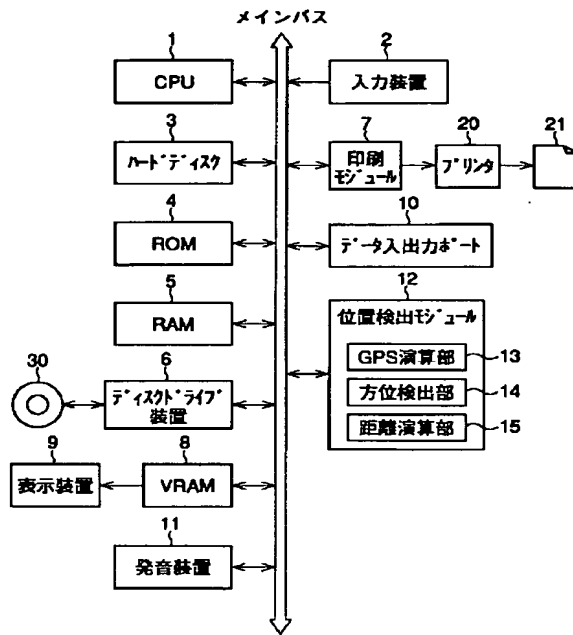 メインバス
1
CPU
2
入力装置
3
ハードディスク
7
印刷
モジュール
20
プリンタ
21
4
ROM
10
データ入出力ポート
5
RAM
12
位置検出モジュール
GPS演算部
13
方位検出部
14
距離演算部
15
30
6
ディスクドライブ
装置
9
表示装置
8
VRAM
11
発音装置